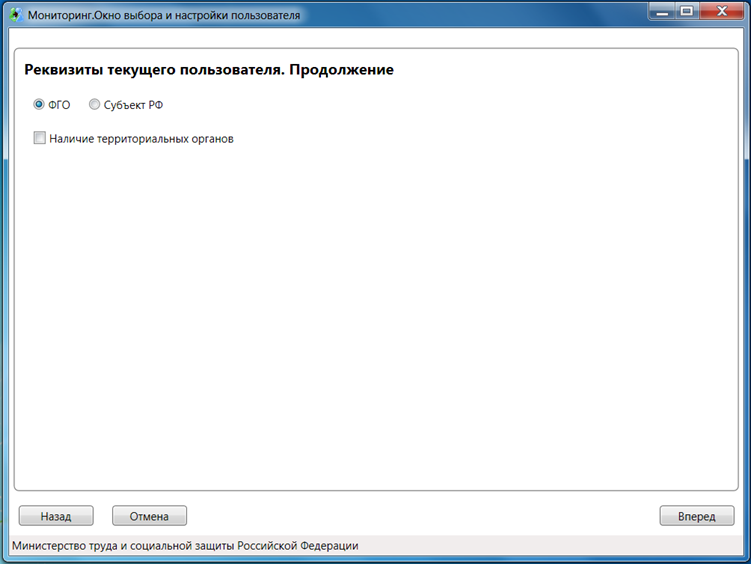 Мониторинг.Окно выбора и настройки пользователя
Реквизиты текущего пользователя. Продолжение
ФГО Субъект РФ
Наличие территориальных органов
Назад Отмена Вперед
Министерство труда и социальной защиты Российской Федерации